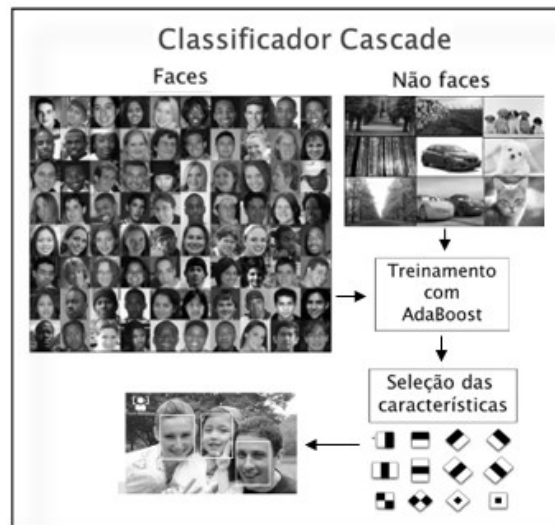 Classificador Cascade
Faces
Não faces
Treinamento
com
AdaBoost
Seleção das
características